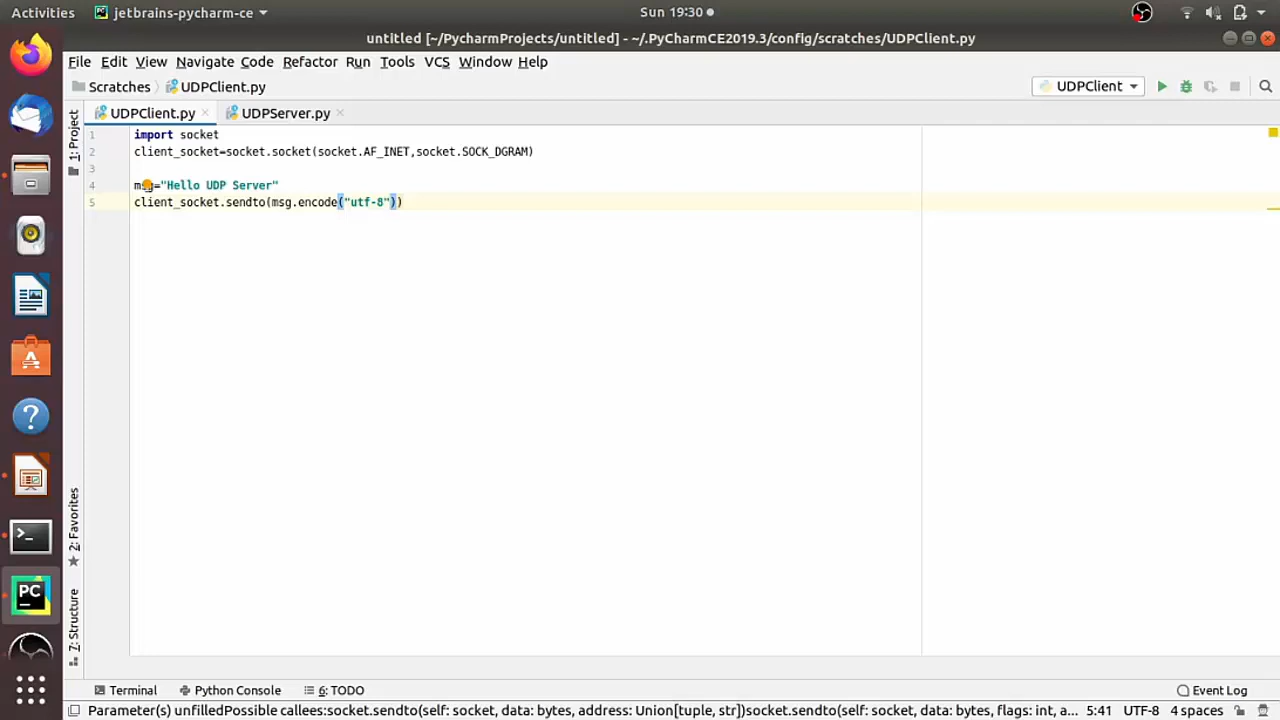 Activities jetbrains-pycharm-ce Sun 19:30
untitled [~/PycharmProjects/untitled] - ~/.PyCharmCE2019.3/config/scratches/UDPClient.py
File Edit View Navigate Code Refactor Run Tools VCS Window Help
Scratches UDPClient.py UDPClient
UDPClient.py UDPServer.py
1: Project
1 import socket
2 client_socket=socket.socket(socket.AF_INET,socket.SOCK_DGRAM)
3
4 msg="Hello UDP Server"
5 client_socket.sendto(msg.encode("utf-8"))
2: Favorites
PC
7: Structure
Terminal Python Console 6: TODO Event Log
Parameter(s) unfilledPossible callees:socket.sendto(self: socket, data: bytes, address: Union[tuple, str])socket.sendto(self: socket, data: bytes, flags: int, a... 5:41 UTF-8 4 spaces